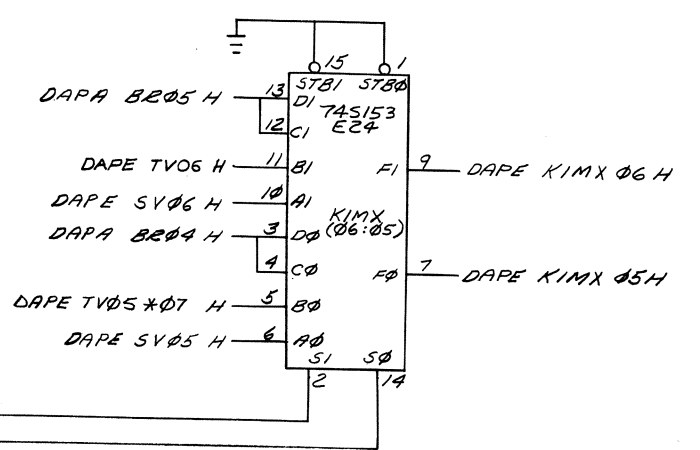 15 1
STB1 STBØ
DAPA BRØ5 H 13 D1
74S153
E24
12 C1
DAPE TV06 H 11 B1 F1 9 DAPE KIMX Ø6 H
DAPE SVØ6 H 1Ø A1
KIMX
(Ø6:Ø5)
DAPA BRØ4 H 3 DØ
4 CØ FØ 7 DAPE KIMX Ø5H
DAPE TVØ5 *Ø7 H 5 BØ
DAPE SVØ5 H 6 AØ
S1 SØ
2 14